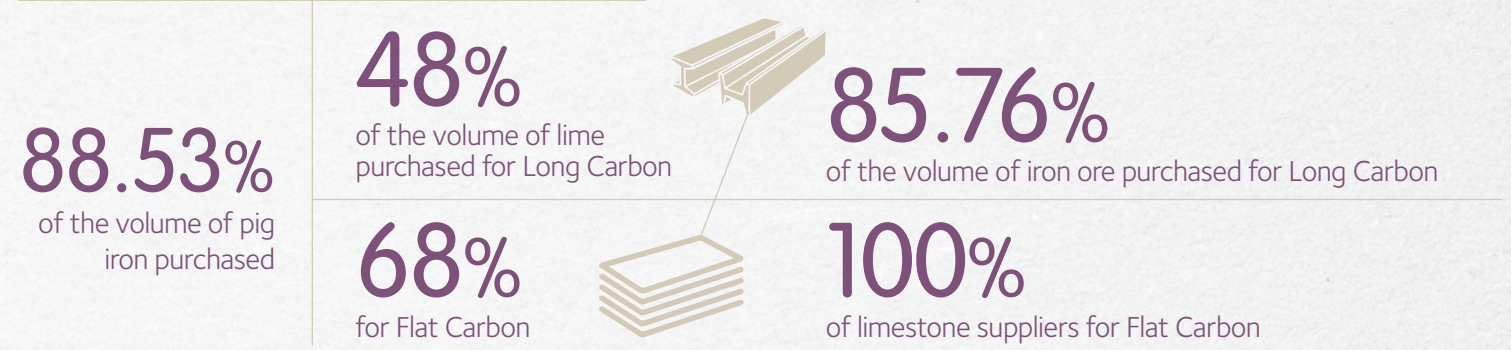 88.53%
of the volume of pig
iron purchased
48%
of the volume of lime
purchased for Long Carbon
68%
for Flat Carbon
85.76%
of the volume of iron ore purchased for Long Carbon
100%
of limestone suppliers for Flat Carbon